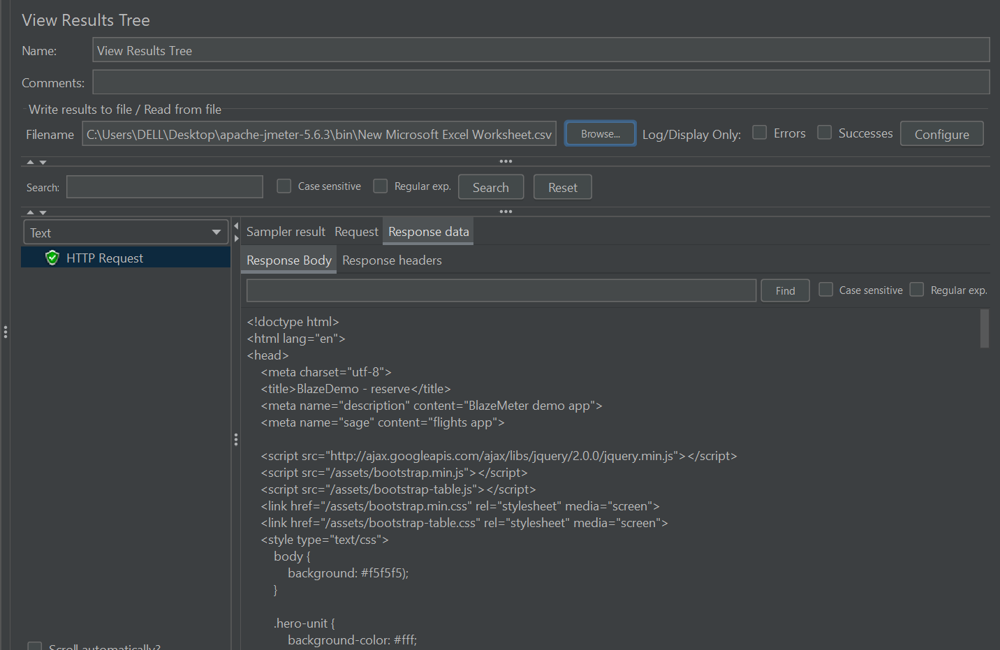 View Results Tree
Name: View Results Tree
Comments:
Write results to file / Read from file
Filename C:\Users\DELL\Desktop\apache-jmeter-5.6.3\bin\New Microsoft Excel Worksheet.csv Browse... Log/Display Only: Errors Successes Configure
Search: Case sensitive Regular exp. Search Reset
Text
HTTP Request
Scroll automatically?
Sampler result Request Response data
Response Body Response headers
Find Case sensitive Regular exp.
<!doctype html>
<html lang="en">
<head>
    <meta charset="utf-8">
    <title>BlazeDemo - reserve</title>
    <meta name="description" content="BlazeMeter demo app">
    <meta name="sage" content="flights app">
    <script src="http://ajax.googleapis.com/ajax/libs/jquery/2.0.0/jquery.min.js"></script>
    <script src="/assets/bootstrap.min.js"></script>
    <script src="/assets/bootstrap-table.js"></script>
    <link href="/assets/bootstrap.min.css" rel="stylesheet" media="screen">
    <link href="/assets/bootstrap-table.css" rel="stylesheet" media="screen">
    <style type="text/css">
        body {
            background: #f5f5f5);
        }
        .hero-unit {
            background-color: #fff;